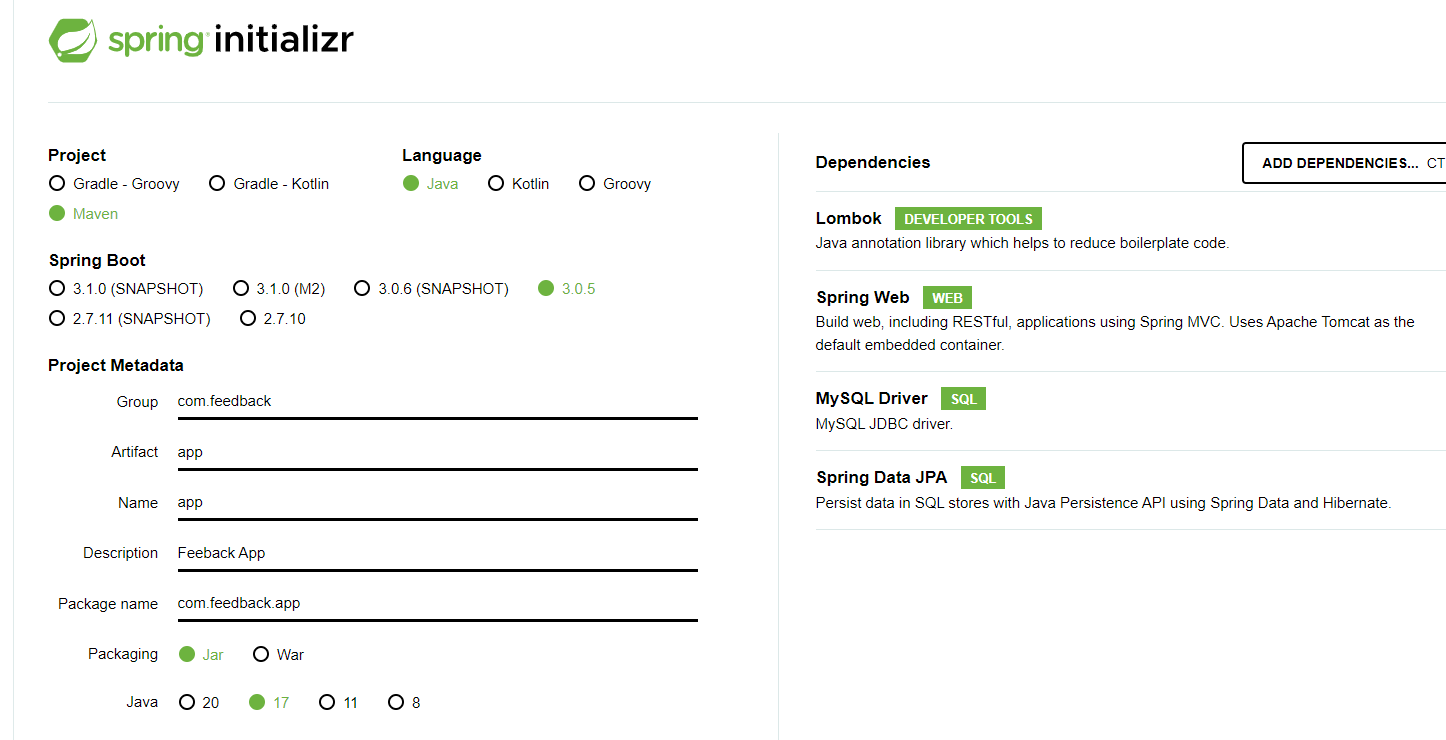 spring initializr
Project
Gradle - Groovy Gradle - Kotlin
Maven
Language
Java Kotlin Groovy
Spring Boot
3.1.0 (SNAPSHOT) 3.1.0 (M2) 3.0.6 (SNAPSHOT) 3.0.5
2.7.11 (SNAPSHOT) 2.7.10
Project Metadata
Group com.feedback
Artifact app
Name app
Description Feeback App
Package name com.feedback.app
Packaging Jar War
Java 20 17 11 8
Dependencies
ADD DEPENDENCIES... CT
Lombok DEVELOPER TOOLS
Java annotation library which helps to reduce boilerplate code.
Spring Web WEB
Build web, including RESTful, applications using Spring MVC. Uses Apache Tomcat as the
default embedded container.
MySQL Driver SQL
MySQL JDBC driver.
Spring Data JPA SQL
Persist data in SQL stores with Java Persistence API using Spring Data and Hibernate.